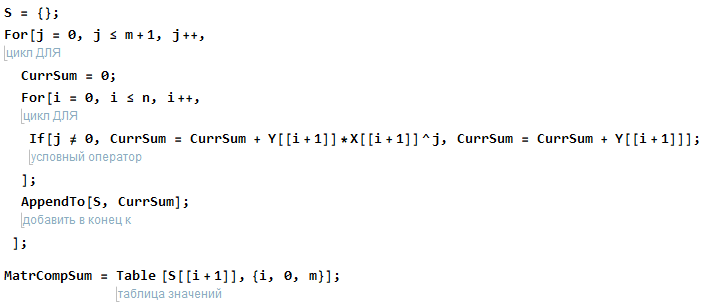 S = {};
For[j = 0, j ≤ m + 1, j ++,
цикл ДЛЯ
CurrSum = 0;
For[i = 0, i ≤ n, i ++,
цикл ДЛЯ
If[j ≠ 0, CurrSum = CurrSum + Y[[i + 1]] * X[[i + 1]] ^ j, CurrSum = CurrSum + Y[[i + 1]]];
условный оператор
];
AppendTo[S, CurrSum];
добавить в конец к
];
MatrCompSum = Table [S[[i + 1]], {i, 0, m}];
таблица значений